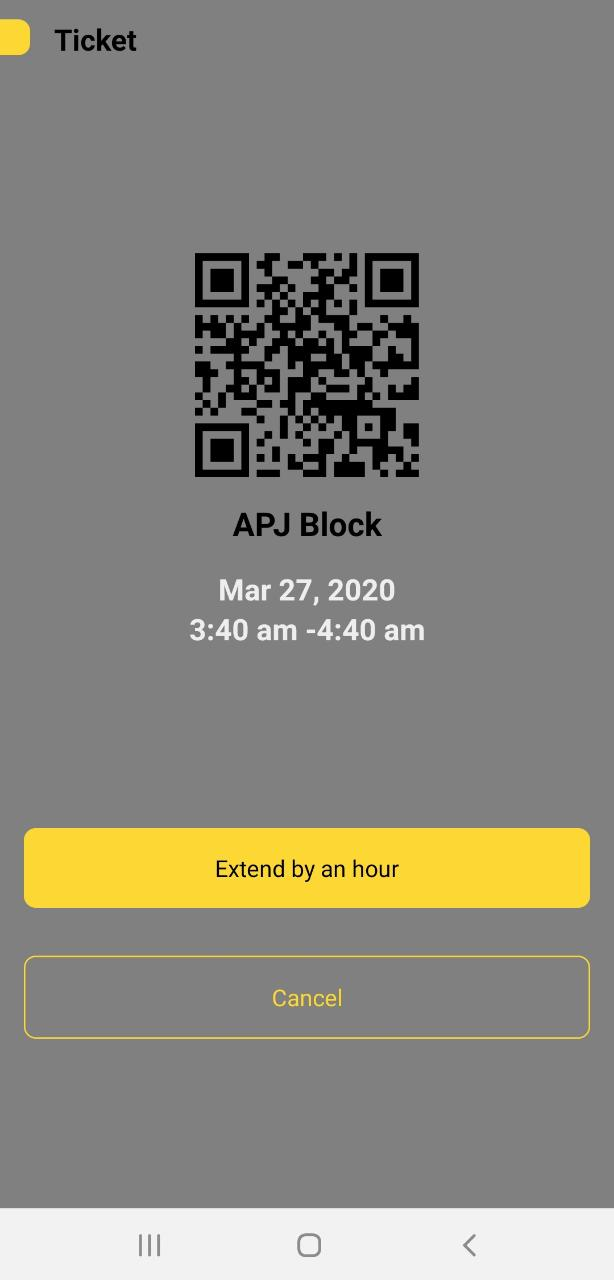 Ticket
APJ Block
Mar 27, 2020
3:40 am -4:40 am
Extend by an hour
Cancel